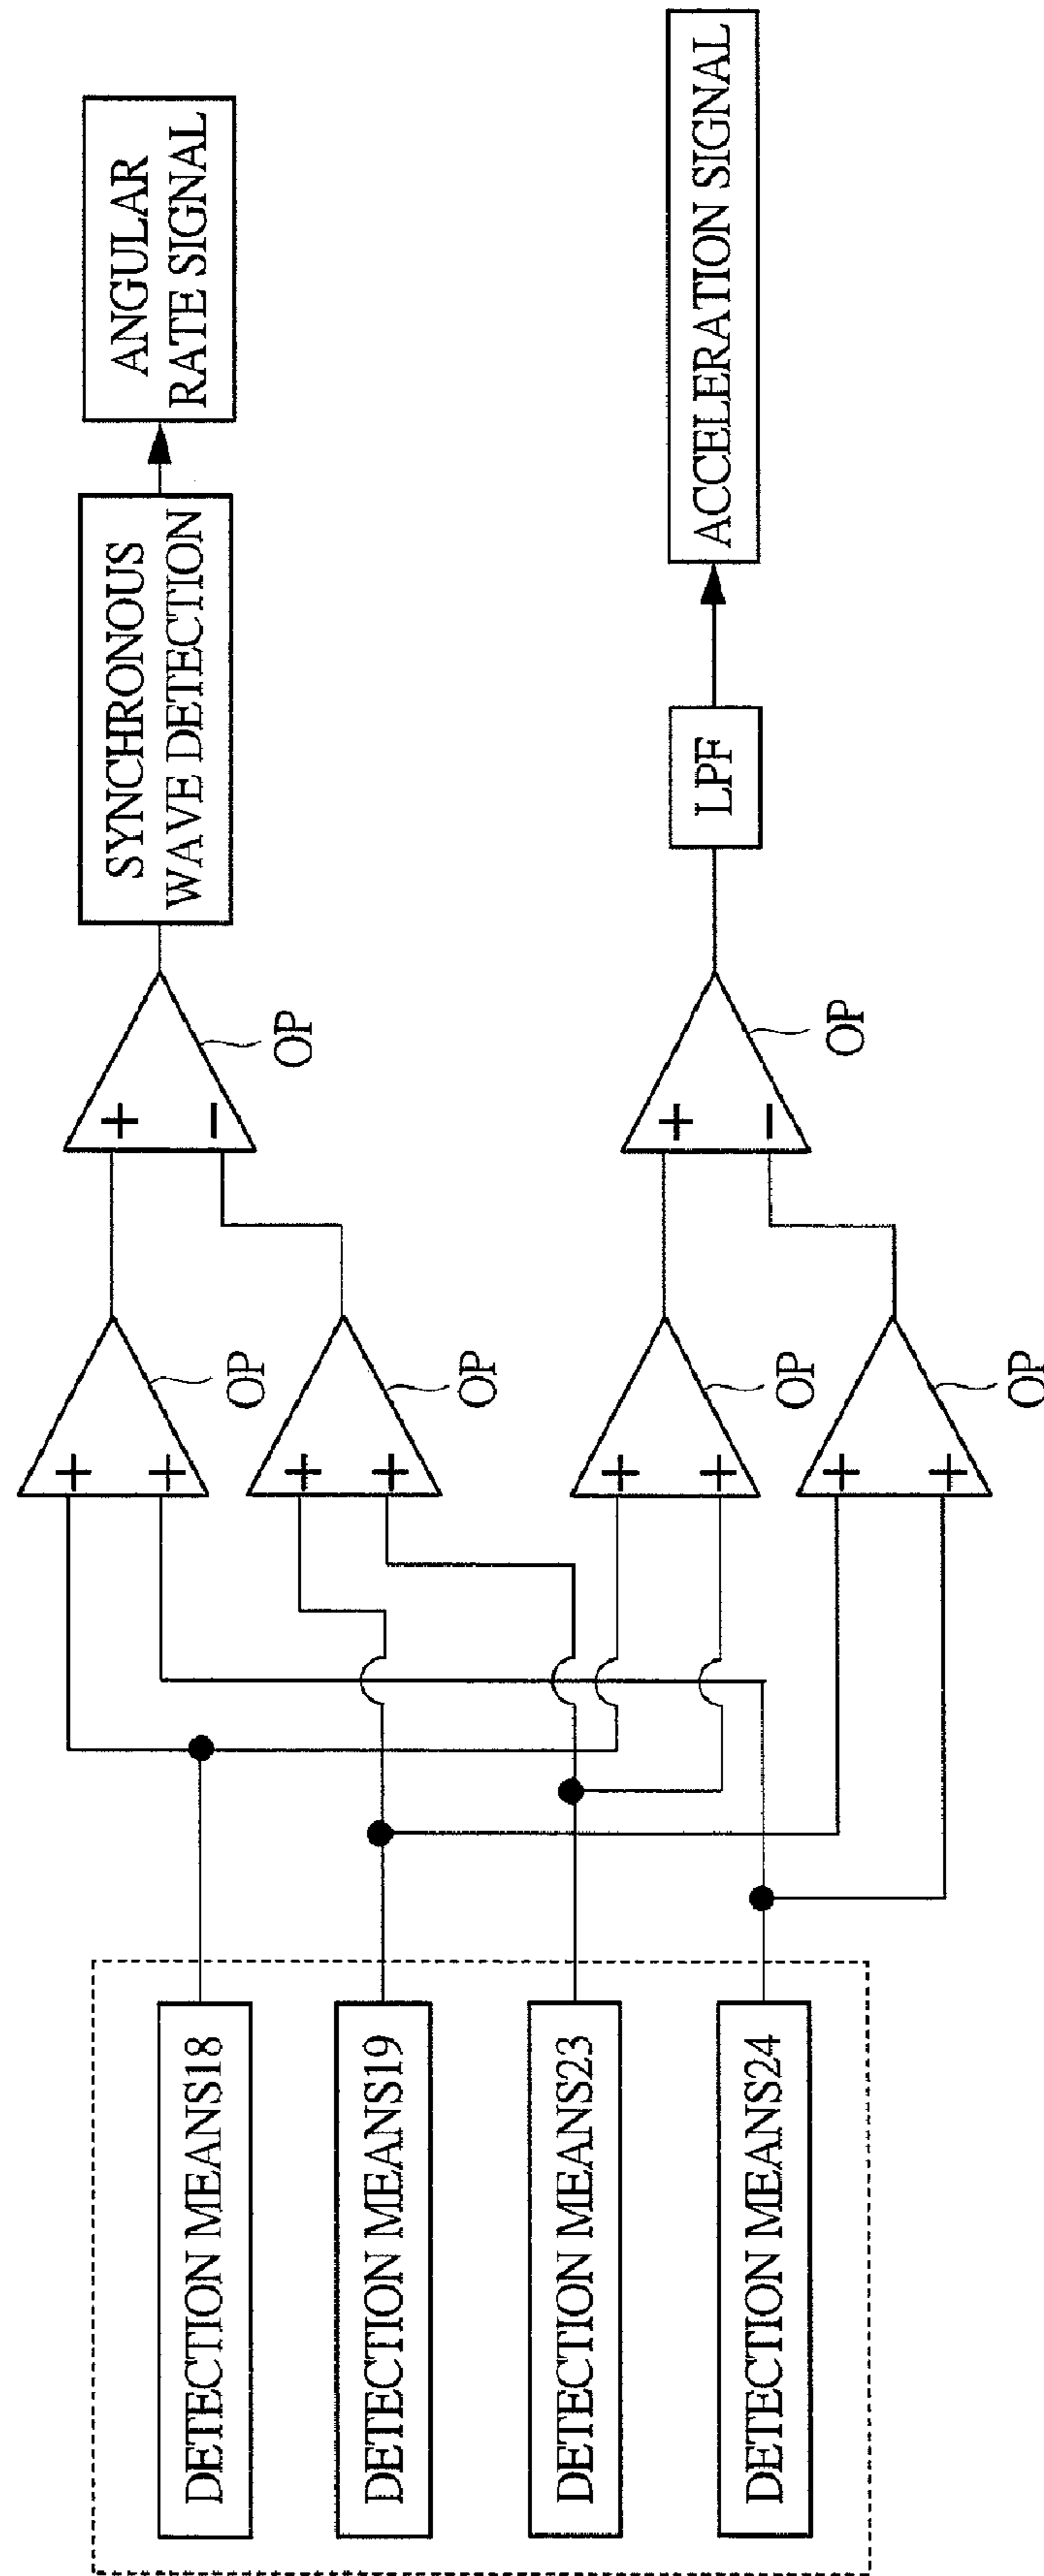 DETECTION MEANS18
DETECTION MEANS19
DETECTION MEANS23
DETECTION MEANS24
+
+
OP
+
+
OP
+
+
OP
+
+
OP
+
−
OP
+
−
OP
SYNCHRONOUS
WAVE DETECTION
LPF
ANGULAR
RATE SIGNAL
ACCELERATION SIGNAL